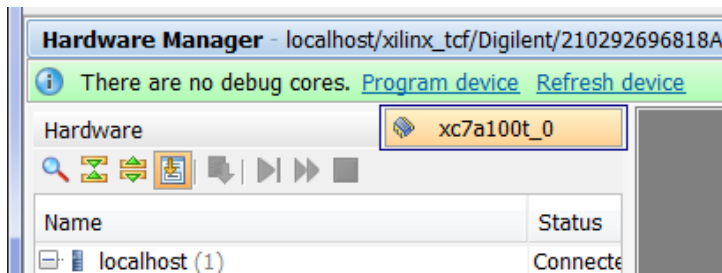 Hardware Manager - localhost/xilinx_tcf/Digilent/210292696818A
There are no debug cores. Program device Refresh device
Hardware xc7a100t_0
Name Status
localhost (1) Connecte